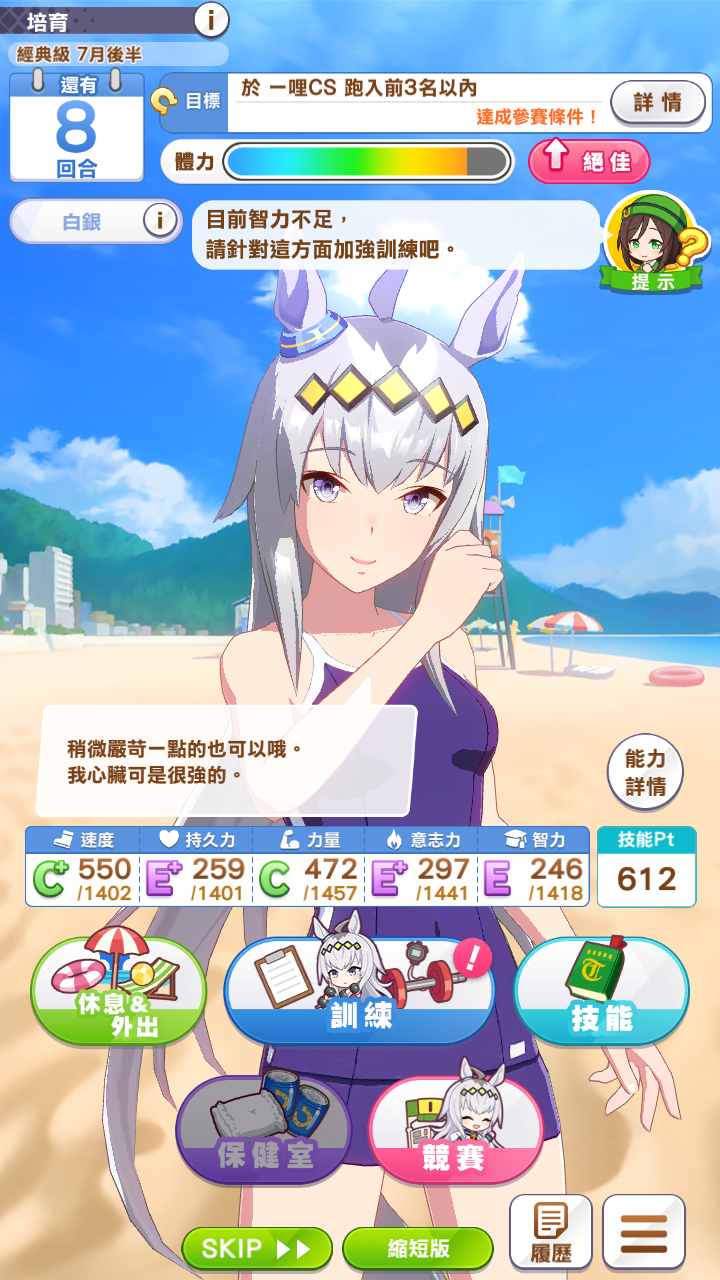 培育
i
經典級 7月後半
還有
8
回合
目標
於 一哩CS 跑入前3名以內
達成參賽條件！
詳情
體力
絕佳
白銀
i
目前智力不足，
請針對這方面加強訓練吧。
提示
稍微嚴苛一點的也可以哦。
我心臟可是很強的。
能力
詳情
速度 持久力 力量 意志力 智力 技能Pt
C+ 550 E+ 259 C 472 E+ 297 E 246 612
/1402 /1401 /1457 /1441 /1418
休息&
外出
訓練
!
技能
保健室
競賽
SKIP
縮短版
履歷